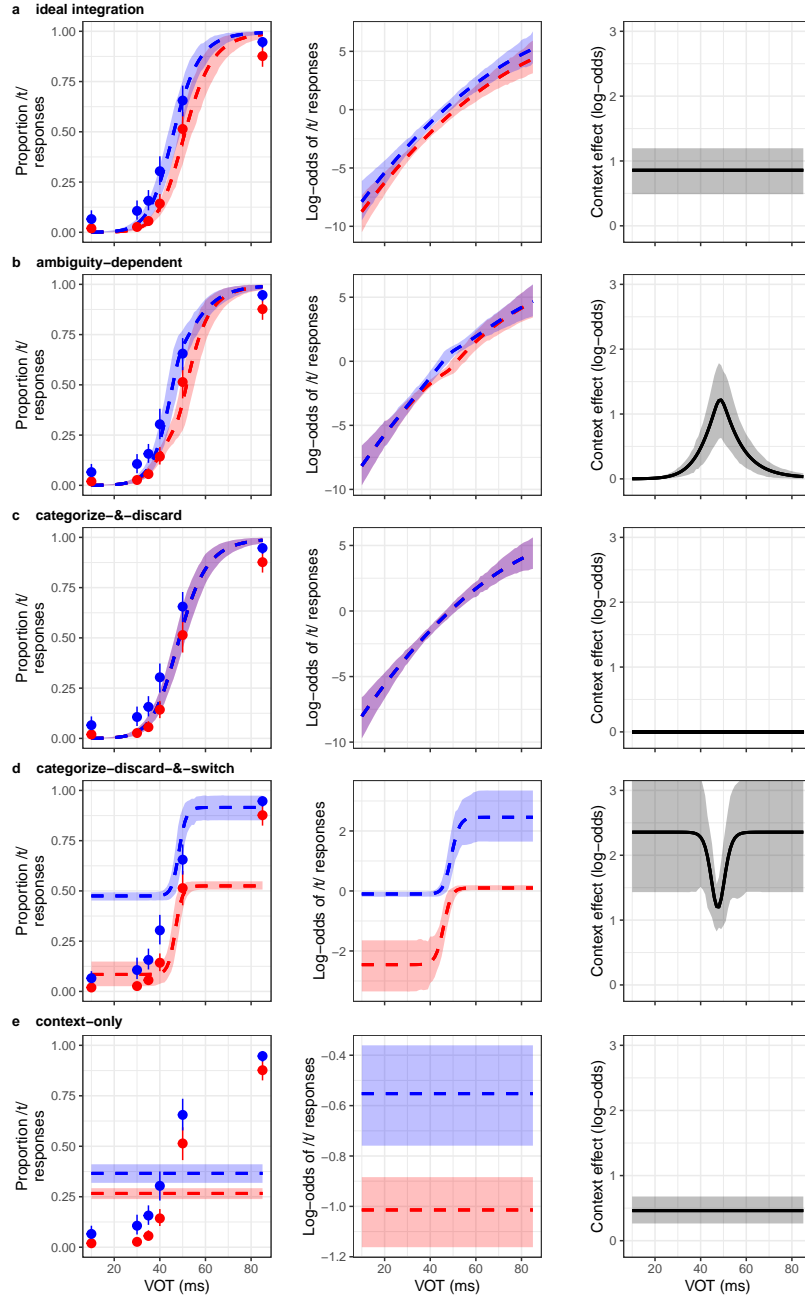 a ideal integration
Proportion /t/
responses
1.00
0.75
0.50
0.25
0.00
Log−odds of /t/ responses
5
0
−5
−10
Context effect (log−odds)
3
2
1
0
b ambiguity−dependent
Proportion /t/
responses
1.00
0.75
0.50
0.25
0.00
Log−odds of /t/ responses
5
0
−5
−10
Context effect (log−odds)
3
2
1
0
c categorize−&−discard
Proportion /t/
responses
1.00
0.75
0.50
0.25
0.00
Log−odds of /t/ responses
5
0
−5
−10
Context effect (log−odds)
3
2
1
0
d categorize−discard−&−switch
Proportion /t/
responses
1.00
0.75
0.50
0.25
0.00
Log−odds of /t/ responses
2
0
−2
Context effect (log−odds)
3
2
1
0
e context−only
Proportion /t/
responses
1.00
0.75
0.50
0.25
0.00
20 40 60 80
VOT (ms)
Log−odds of /t/ responses
−0.4
−0.6
−0.8
−1.0
−1.2
20 40 60 80
VOT (ms)
Context effect (log−odds)
3
2
1
0
20 40 60 80
VOT (ms)